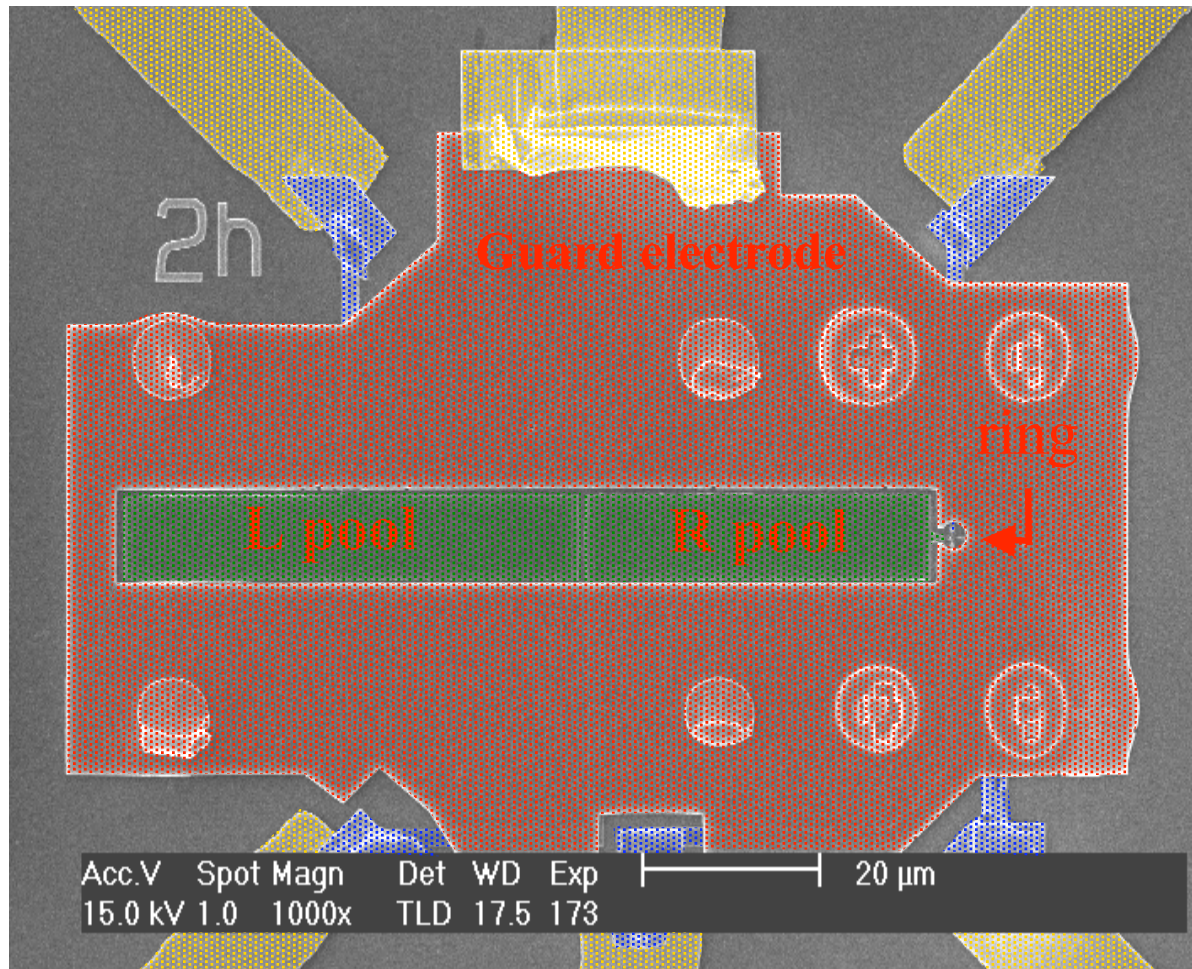 2h
Guard electrode
ring
L pool
R pool
Acc.V Spot Magn Det WD Exp 20 µm
15.0 kV 1.0 1000x TLD 17.5 173